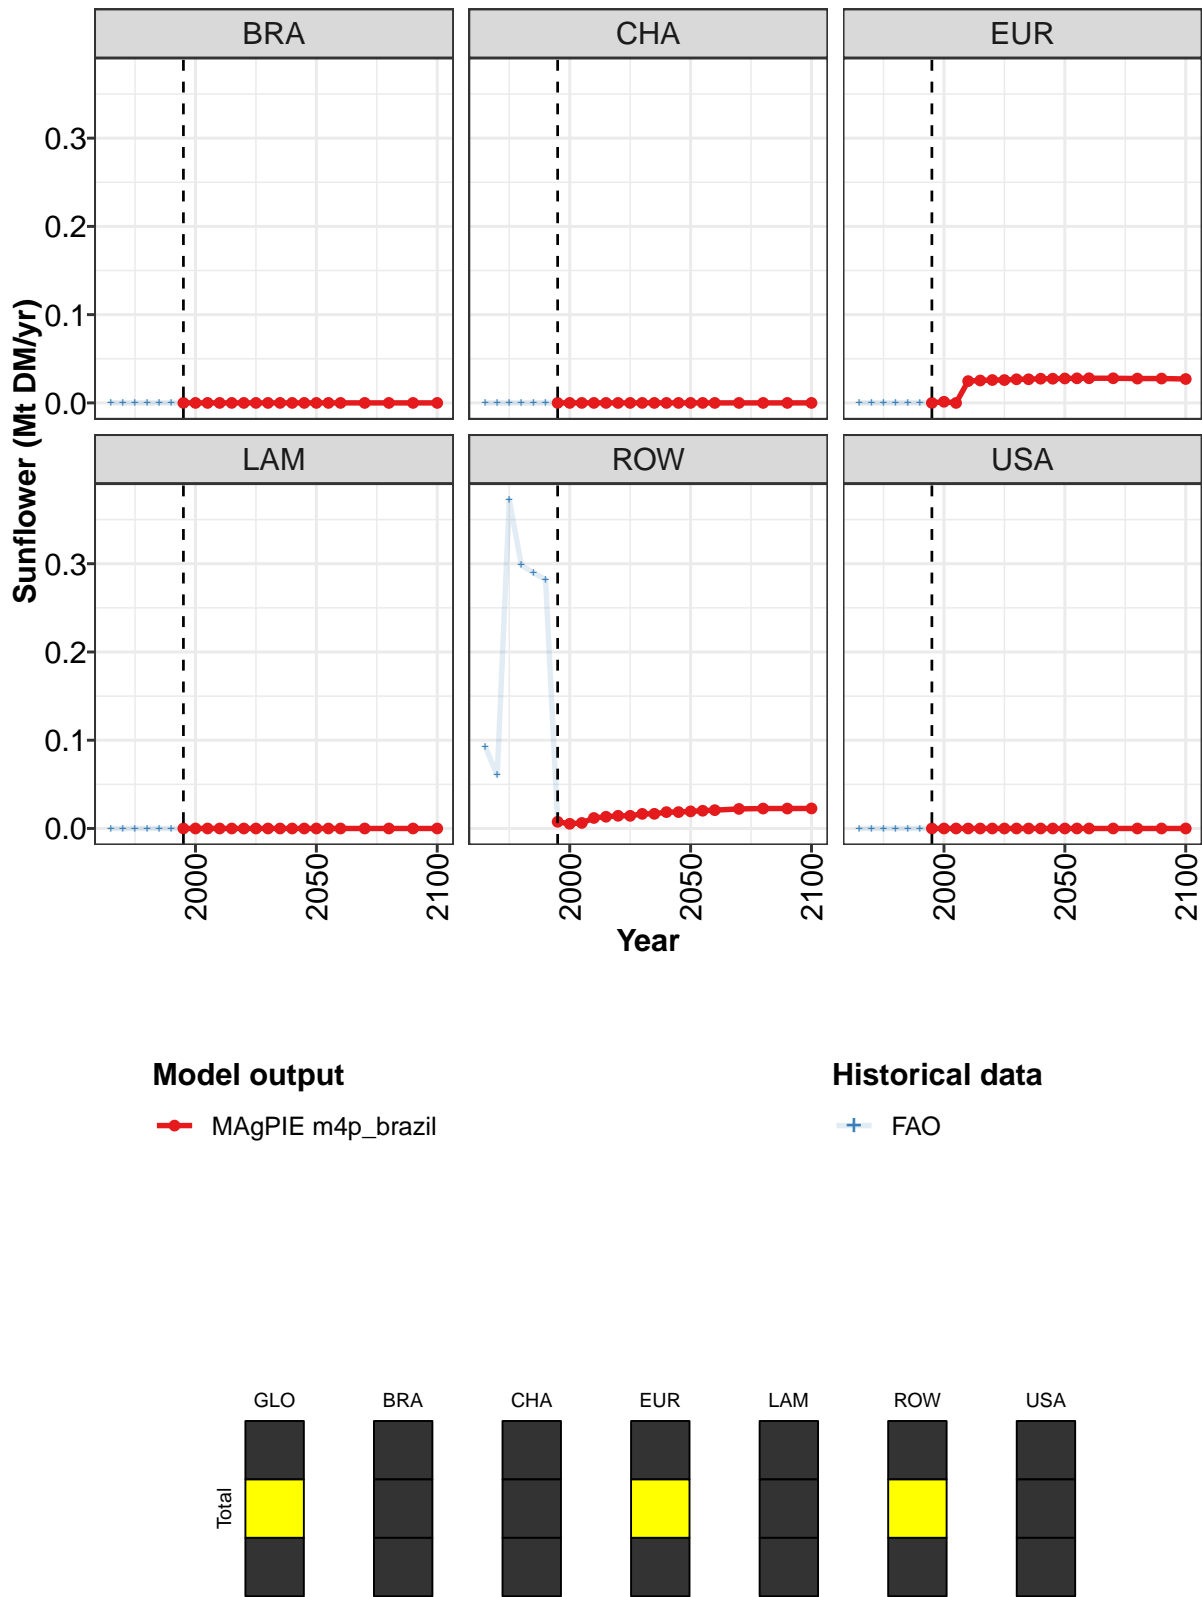 BRA CHA EUR
0.3
0.2
0.1
0.0
Sunflower (Mt DM/yr)
LAM ROW USA
0.3
0.2
0.1
0.0
2000 2050 2100 2000 2050 2100 2000 2050 2100
Year
Model output Historical data
MAgPIE m4p_brazil FAO
GLO BRA CHA EUR LAM ROW USA
Total